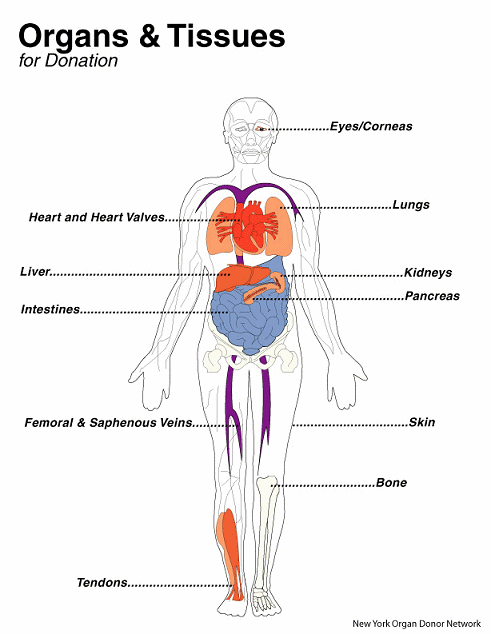 Organs & Tissues
for Donation
Eyes/Corneas
Lungs
Heart and Heart Valves
Liver
Kidneys
Pancreas
Intestines
Femoral & Saphenous Veins
Skin
Bone
Tendons
New York Organ Donor Network